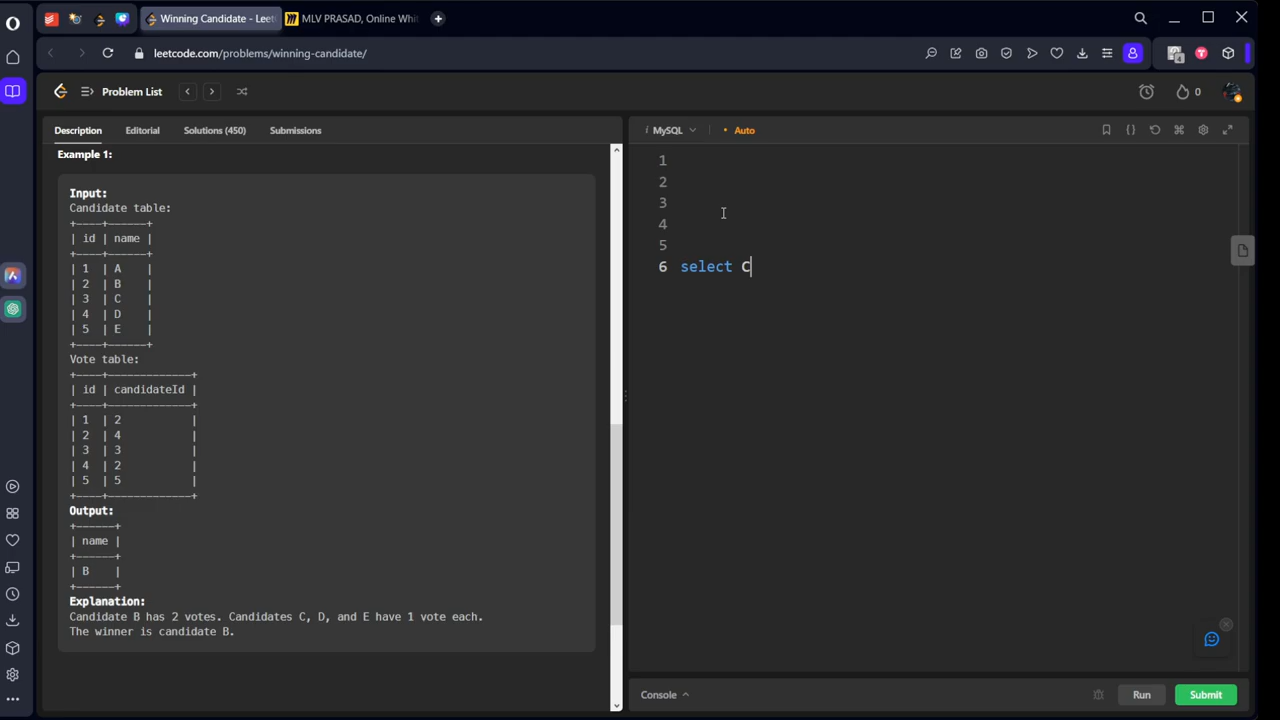 Winning Candidate - Leet
MLV PRASAD, Online Whit
leetcode.com/problems/winning-candidate/
4
Problem List
0
Description Editorial Solutions (450) Submissions
i MySQL • Auto
Example 1:
Input:
Candidate table:
+----+------+
| id | name |
+----+------+
| 1 | A |
| 2 | B |
| 3 | C |
| 4 | D |
| 5 | E |
+----+------+
Vote table:
+----+-------------+
| id | candidateId |
+----+-------------+
| 1 | 2 |
| 2 | 4 |
| 3 | 3 |
| 4 | 2 |
| 5 | 5 |
+----+-------------+
Output:
+------+
| name |
+------+
| B |
+------+
Explanation:
Candidate B has 2 votes. Candidates C, D, and E have 1 vote each.
The winner is candidate B.
1
2
3
4
5
6 select C
Console
Run
Submit